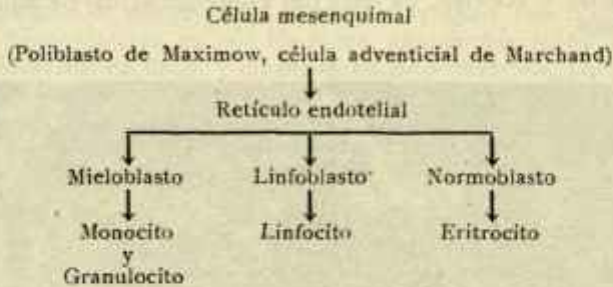 Célula mesenquimal
(Poliblasto de Maximow, célula adventicial de Marchand)
Retículo endotelial
Mieloblasto Linfoblasto Normoblasto
Monocito Linfocito Eritrocito
y
Granulocito